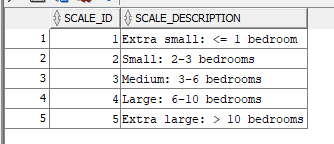 SCALE_ID SCALE_DESCRIPTION
1 1 Extra small: <= 1 bedroom
2 2 Small: 2-3 bedrooms
3 3 Medium: 3-6 bedrooms
4 4 Large: 6-10 bedrooms
5 5 Extra large: > 10 bedrooms